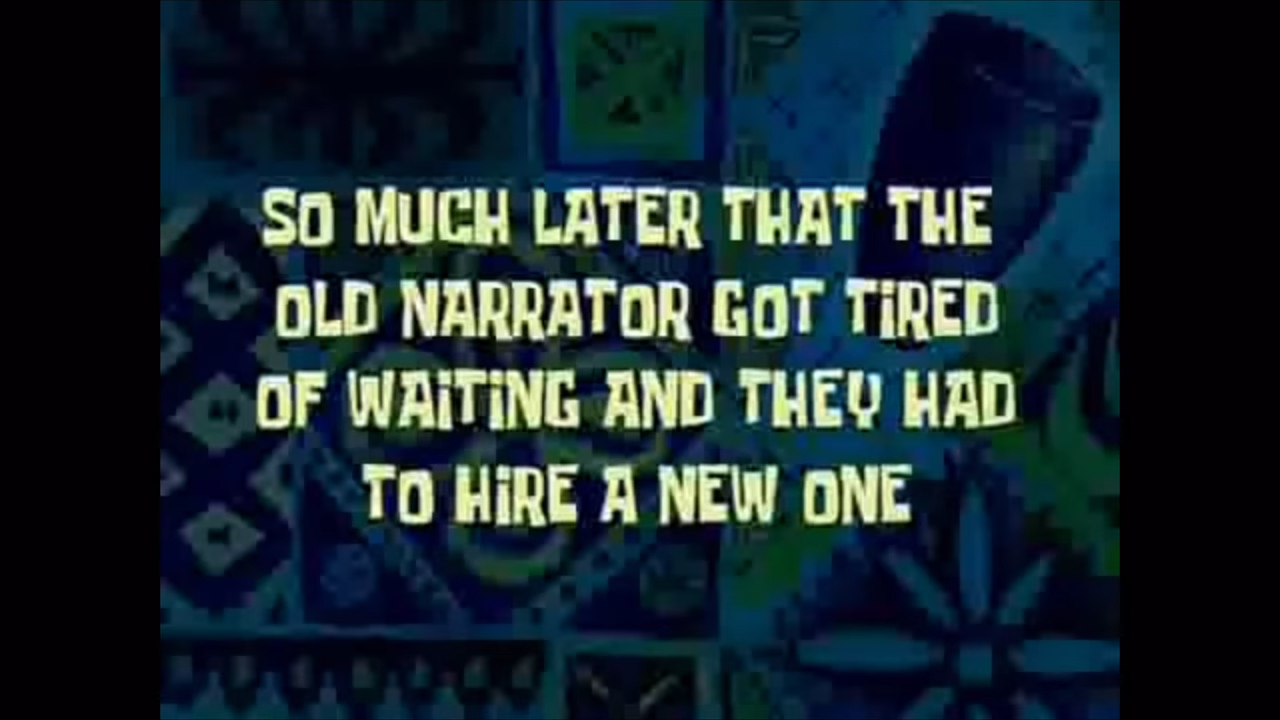 SO MUCH LATER THAT THE
OLD NARRATOR GOT TIRED
OF WAITING AND THEY HAD
TO HIRE A NEW ONE